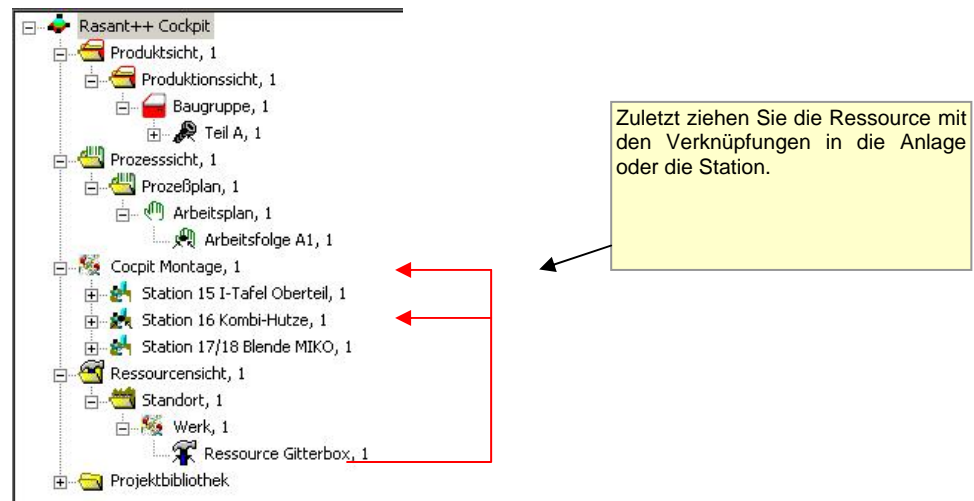 Rasant++ Cockpit
Produktsicht, 1
Produktionssicht, 1
Baugruppe, 1
Teil A, 1
Prozesssicht, 1
Prozeßplan, 1
Arbeitsplan, 1
Arbeitsfolge A1, 1
Cocpit Montage, 1
Station 15 I-Tafel Oberteil, 1
Station 16 Kombi-Hutze, 1
Station 17/18 Blende MIKO, 1
Ressourcensicht, 1
Standort, 1
Werk, 1
Ressource Gitterbox, 1
Projektbibliothek
Zuletzt ziehen Sie die Ressource mit
den Verknüpfungen in die Anlage
oder die Station.